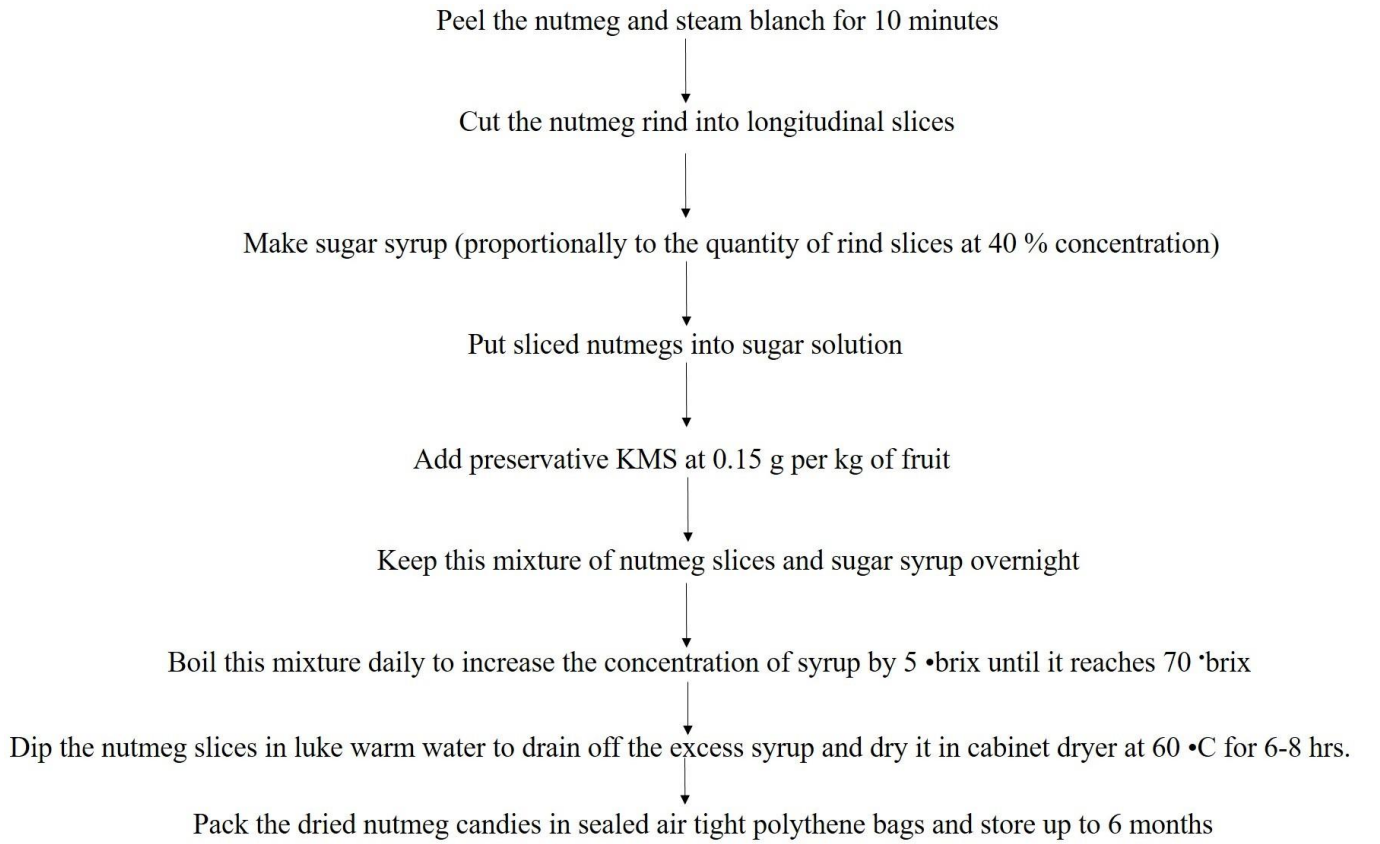 Peel the nutmeg and steam blanch for 10 minutes
Cut the nutmeg rind into longitudinal slices
Make sugar syrup (proportionally to the quantity of rind slices at 40 % concentration)
Put sliced nutmegs into sugar solution
Add preservative KMS at 0.15 g per kg of fruit
Keep this mixture of nutmeg slices and sugar syrup overnight
Boil this mixture daily to increase the concentration of syrup by 5 •brix until it reaches 70 •brix
Dip the nutmeg slices in luke warm water to drain off the excess syrup and dry it in cabinet dryer at 60 •C for 6-8 hrs.
Pack the dried nutmeg candies in sealed air tight polythene bags and store up to 6 months